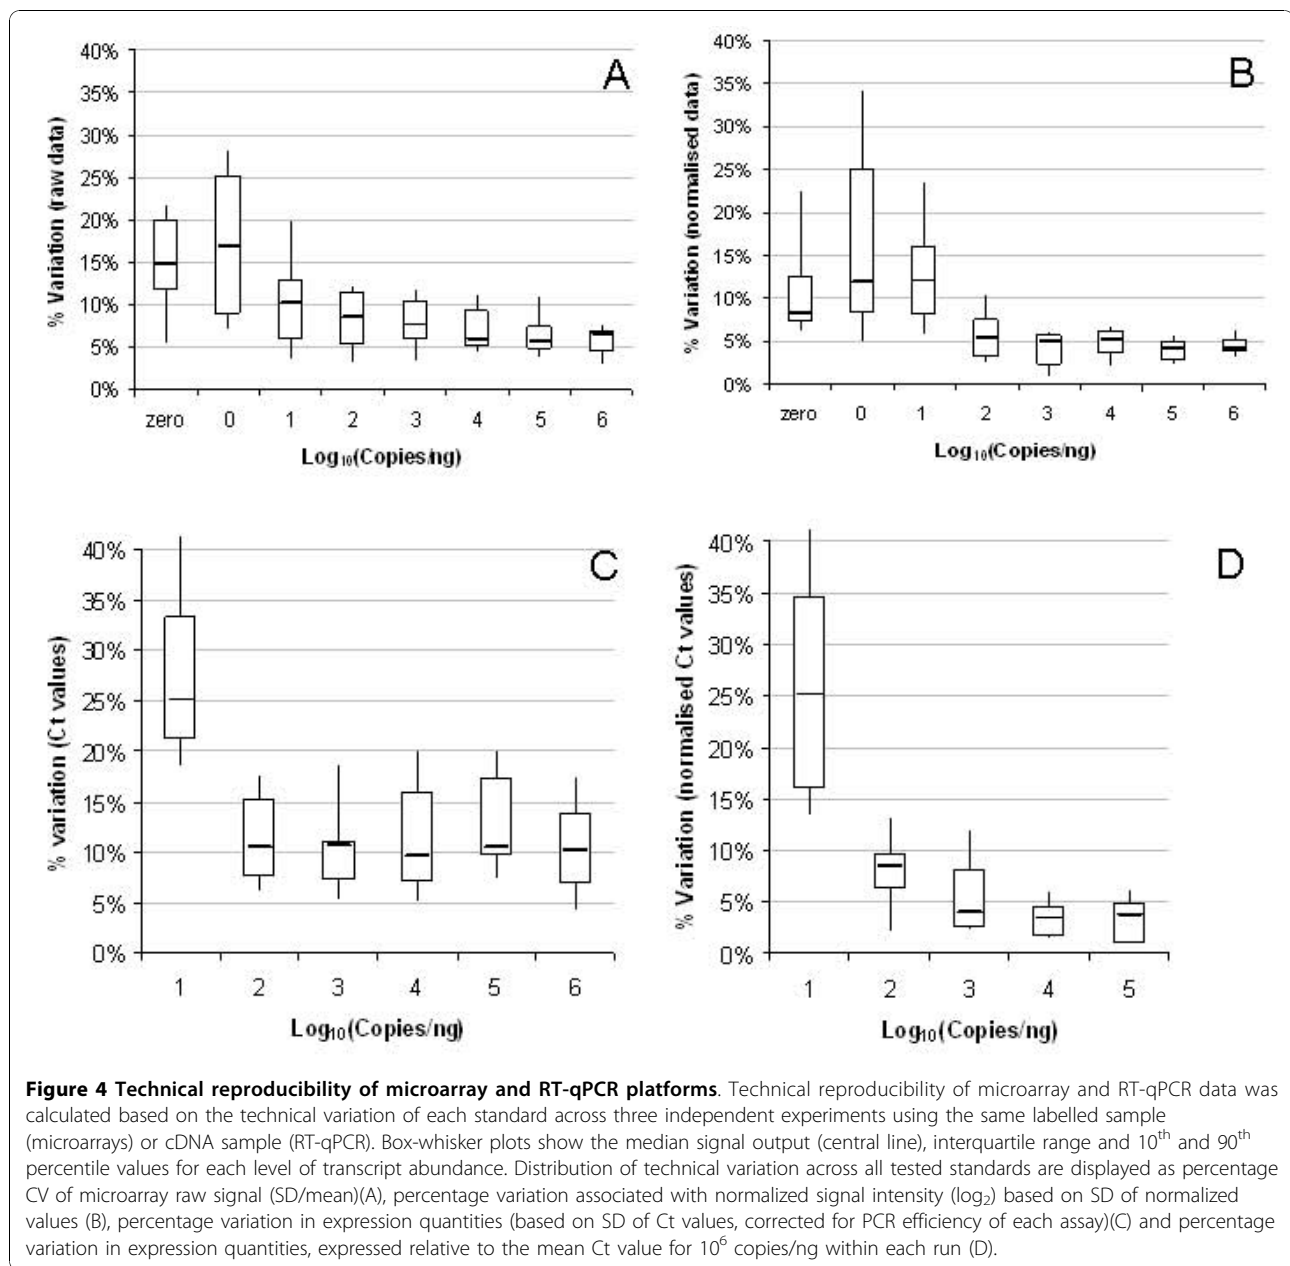 A
% Variation (raw data)
40%
35%
30%
25%
20%
15%
10%
5%
0%
zero 0 1 2 3 4 5 6
Log10(Copies/ng)
B
% Variation (normalised data)
40%
35%
30%
25%
20%
15%
10%
5%
0%
zero 0 1 2 3 4 5 6
Log10(Copies/ng)
C
% variation (Ct values)
40%
35%
30%
25%
20%
15%
10%
5%
0%
1 2 3 4 5 6
Log10(Copies/ng)
D
% Variation (normalised Ct values)
40%
35%
30%
25%
20%
15%
10%
5%
0%
1 2 3 4 5
Log10(Copies/ng)
Figure 4 Technical reproducibility of microarray and RT-qPCR platforms. Technical reproducibility of microarray and RT-qPCR data was
calculated based on the technical variation of each standard across three independent experiments using the same labelled sample
(microarrays) or cDNA sample (RT-qPCR). Box-whisker plots show the median signal output (central line), interquartile range and 10th and 90th
percentile values for each level of transcript abundance. Distribution of technical variation across all tested standards are displayed as percentage
CV of microarray raw signal (SD/mean)(A), percentage variation associated with normalized signal intensity (log2) based on SD of normalized
values (B), percentage variation in expression quantities (based on SD of Ct values, corrected for PCR efficiency of each assay)(C) and percentage
variation in expression quantities, expressed relative to the mean Ct value for 10^6 copies/ng within each run (D).